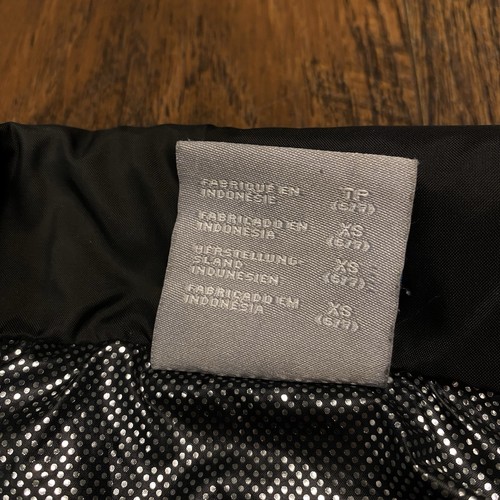 FABRIQUÉ EN TP
INDONÉSIE (6/7)
FABRICADO EN XS
INDONESIA (6/7)
HERSTELLUNG-
SLAND XS
INDUNESIEN (6/7)
FABRICADO EM XS
INDONÉSIA (6/7)